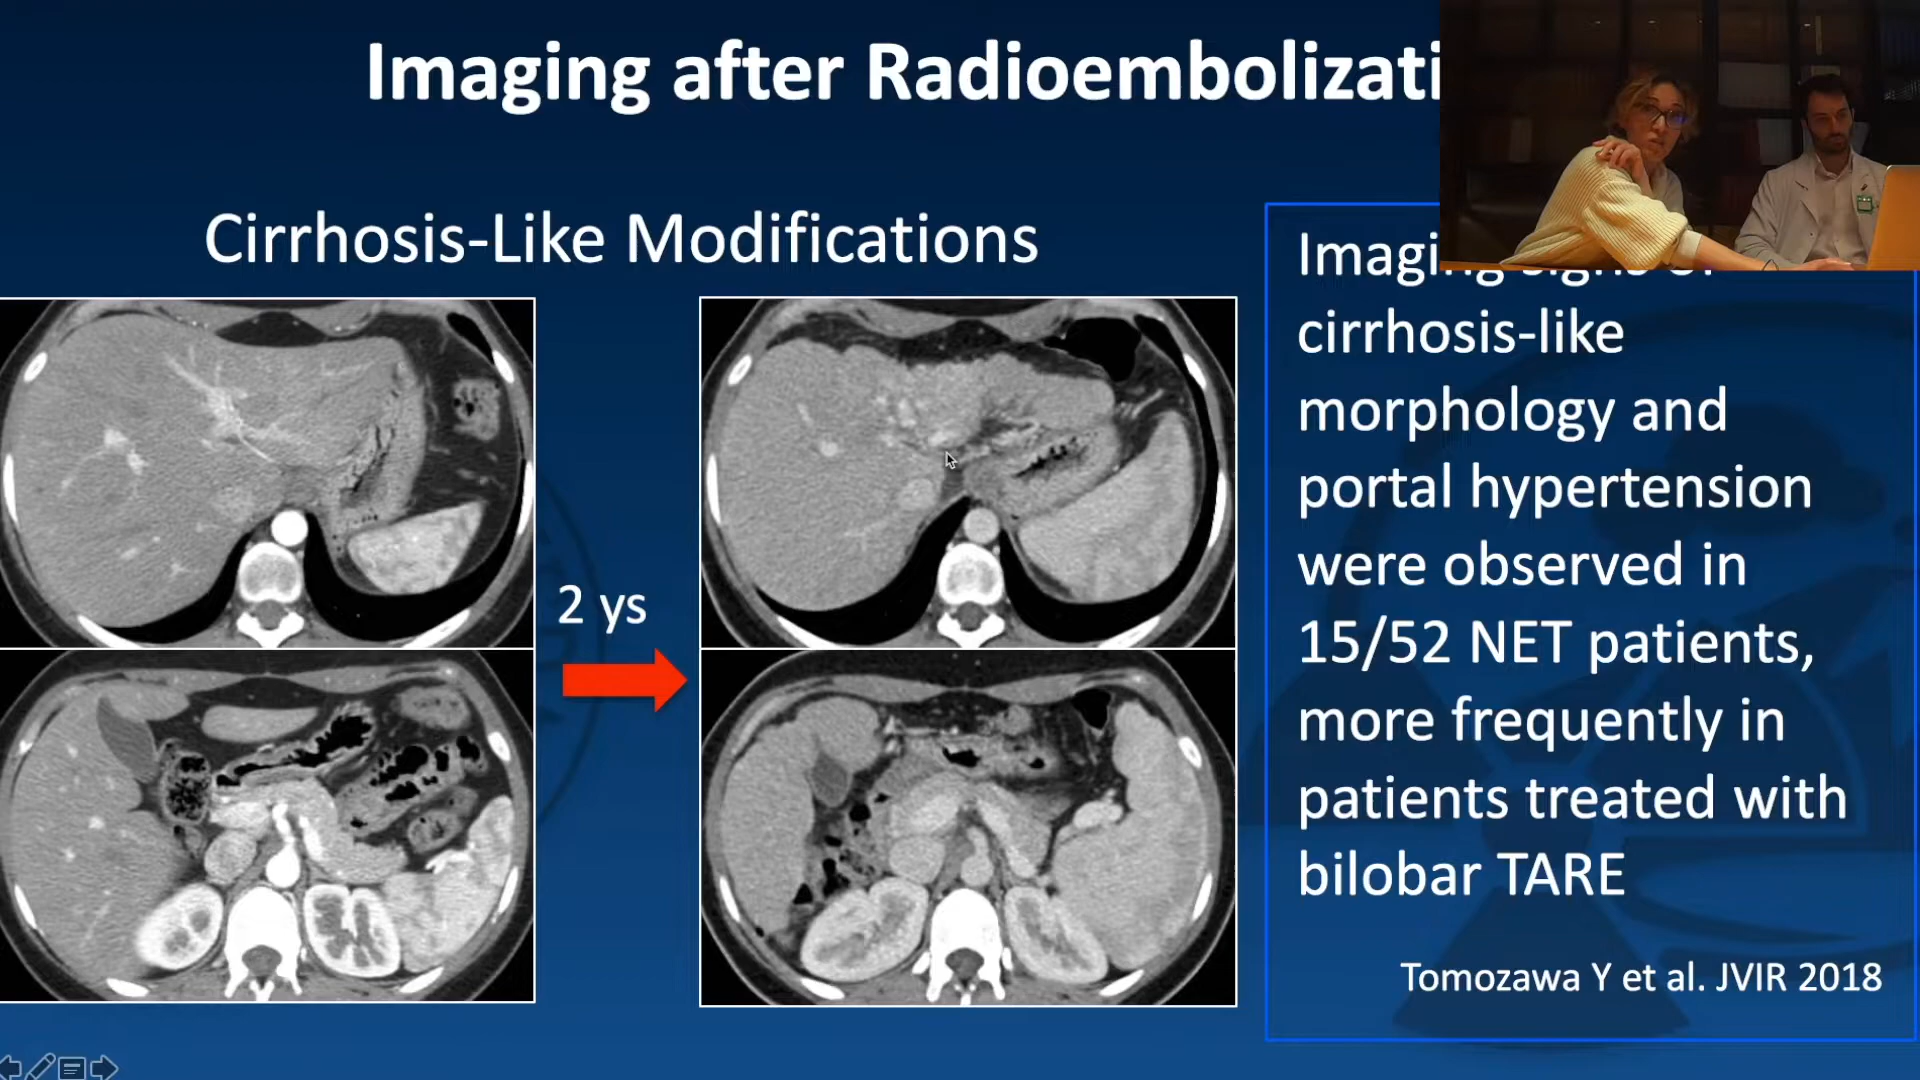 Imaging after Radioembolizati
Cirrhosis-Like Modifications
Imaging signs of
cirrhosis-like
morphology and
portal hypertension
were observed in
15/52 NET patients,
more frequently in
patients treated with
bilobar TARE
2 ys
Tomozawa Y et al. JVIR 2018